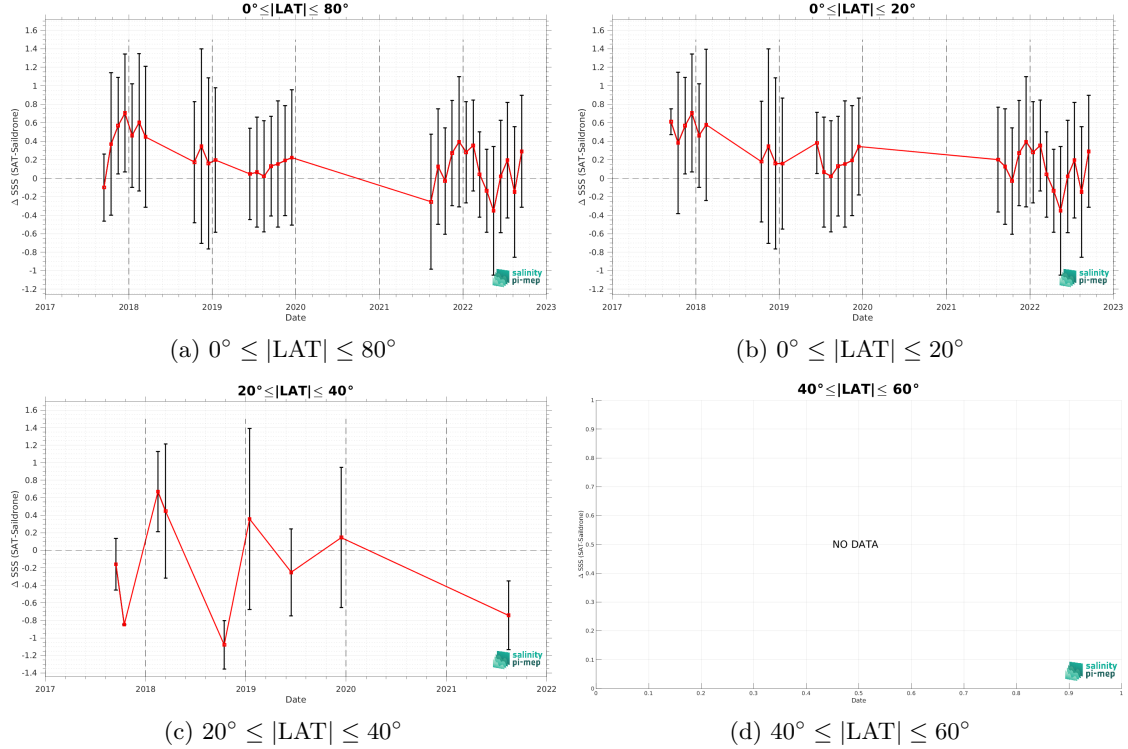 0°≤|LAT|≤ 80°
Δ SSS (SAT-Saildrone)
1.6
1.4
1.2
1
0.8
0.6
0.4
0.2
0
-0.2
-0.4
-0.6
-0.8
-1
-1.2
2017 2018 2019 2020 2021 2022 2023
Date
salinity
pi-mep
(a) 0° ≤ |LAT| ≤ 80°
0°≤|LAT|≤ 20°
Δ SSS (SAT-Saildrone)
1.6
1.4
1.2
1
0.8
0.6
0.4
0.2
0
-0.2
-0.4
-0.6
-0.8
-1
-1.2
2017 2018 2019 2020 2021 2022 2023
Date
salinity
pi-mep
(b) 0° ≤ |LAT| ≤ 20°
20°≤|LAT|≤ 40°
Δ SSS (SAT-Saildrone)
1.6
1.4
1.2
1
0.8
0.6
0.4
0.2
0
-0.2
-0.4
-0.6
-0.8
-1
-1.2
-1.4
2017 2018 2019 2020 2021 2022
Date
salinity
pi-mep
(c) 20° ≤ |LAT| ≤ 40°
40°≤|LAT|≤ 60°
Δ SSS (SAT-Saildrone)
1
0.9
0.8
0.7
0.6
0.5
0.4
0.3
0.2
0.1
0
NO DATA
0 0.1 0.2 0.3 0.4 0.5 0.6 0.7 0.8 0.9 1
Date
salinity
pi-mep
(d) 40° ≤ |LAT| ≤ 60°